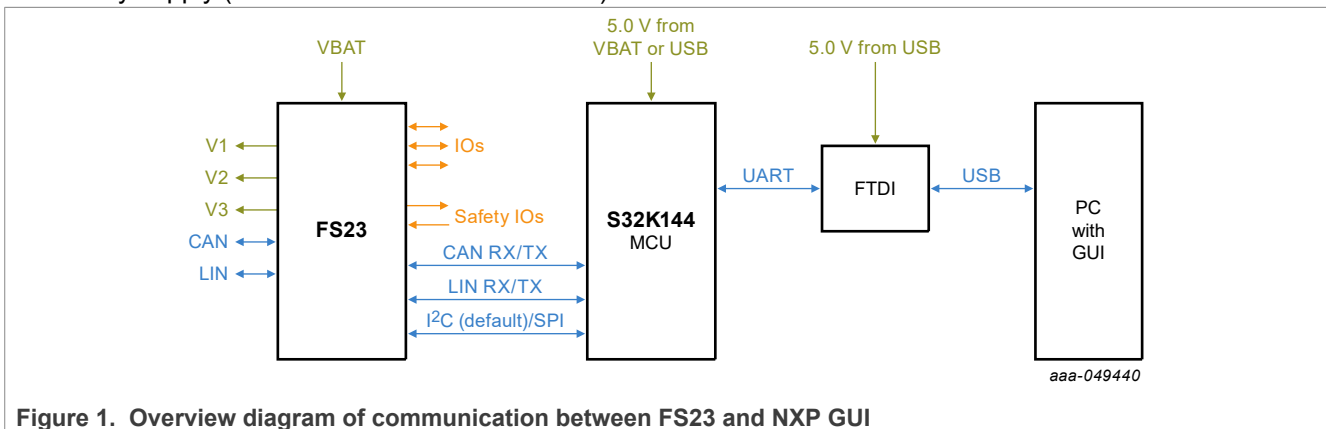 VBAT
5.0 V from
VBAT or USB
5.0 V from USB
V1
V2
V3
CAN
LIN
FS23
IOs
Safety IOs
CAN RX/TX
LIN RX/TX
I2C (default)/SPI
S32K144
MCU
UART
FTDI
USB
PC
with
GUI
aaa-049440
Figure 1. Overview diagram of communication between FS23 and NXP GUI